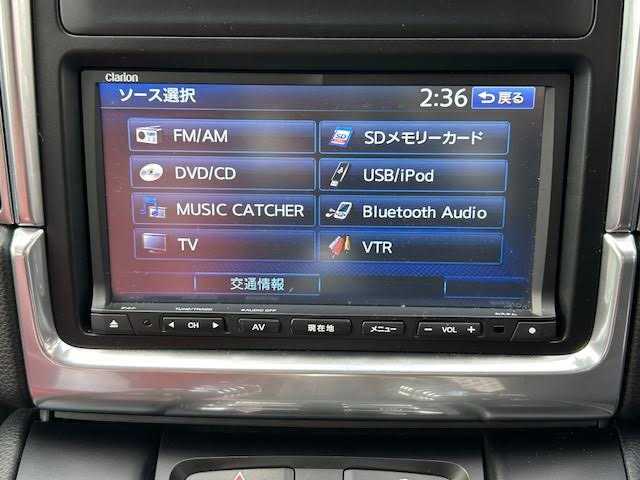 Clarion
ソース選択 2:36 戻る
FM/AM SDメモリーカード
DVD/CD USB/iPod
MUSIC CATCHER Bluetooth Audio
TV VTR
交通情報
CH AV 現在地 メニュー − VOL +